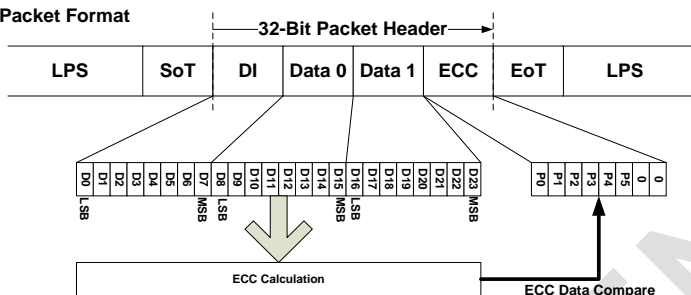 Packet Format
32-Bit Packet Header
LPS SoT DI Data 0 Data 1 ECC EoT LPS
D0 D1 D2 D3 D4 D5 D6 D7 D8 D9 D10 D11 D12 D13 D14 D15 D16 D17 D18 D19 D20 D21 D22 D23 P0 P1 P2 P3 P4 P5 0 0
LSB MSB LSB MSB LSB MSB
ECC Calculation
ECC Data Compare